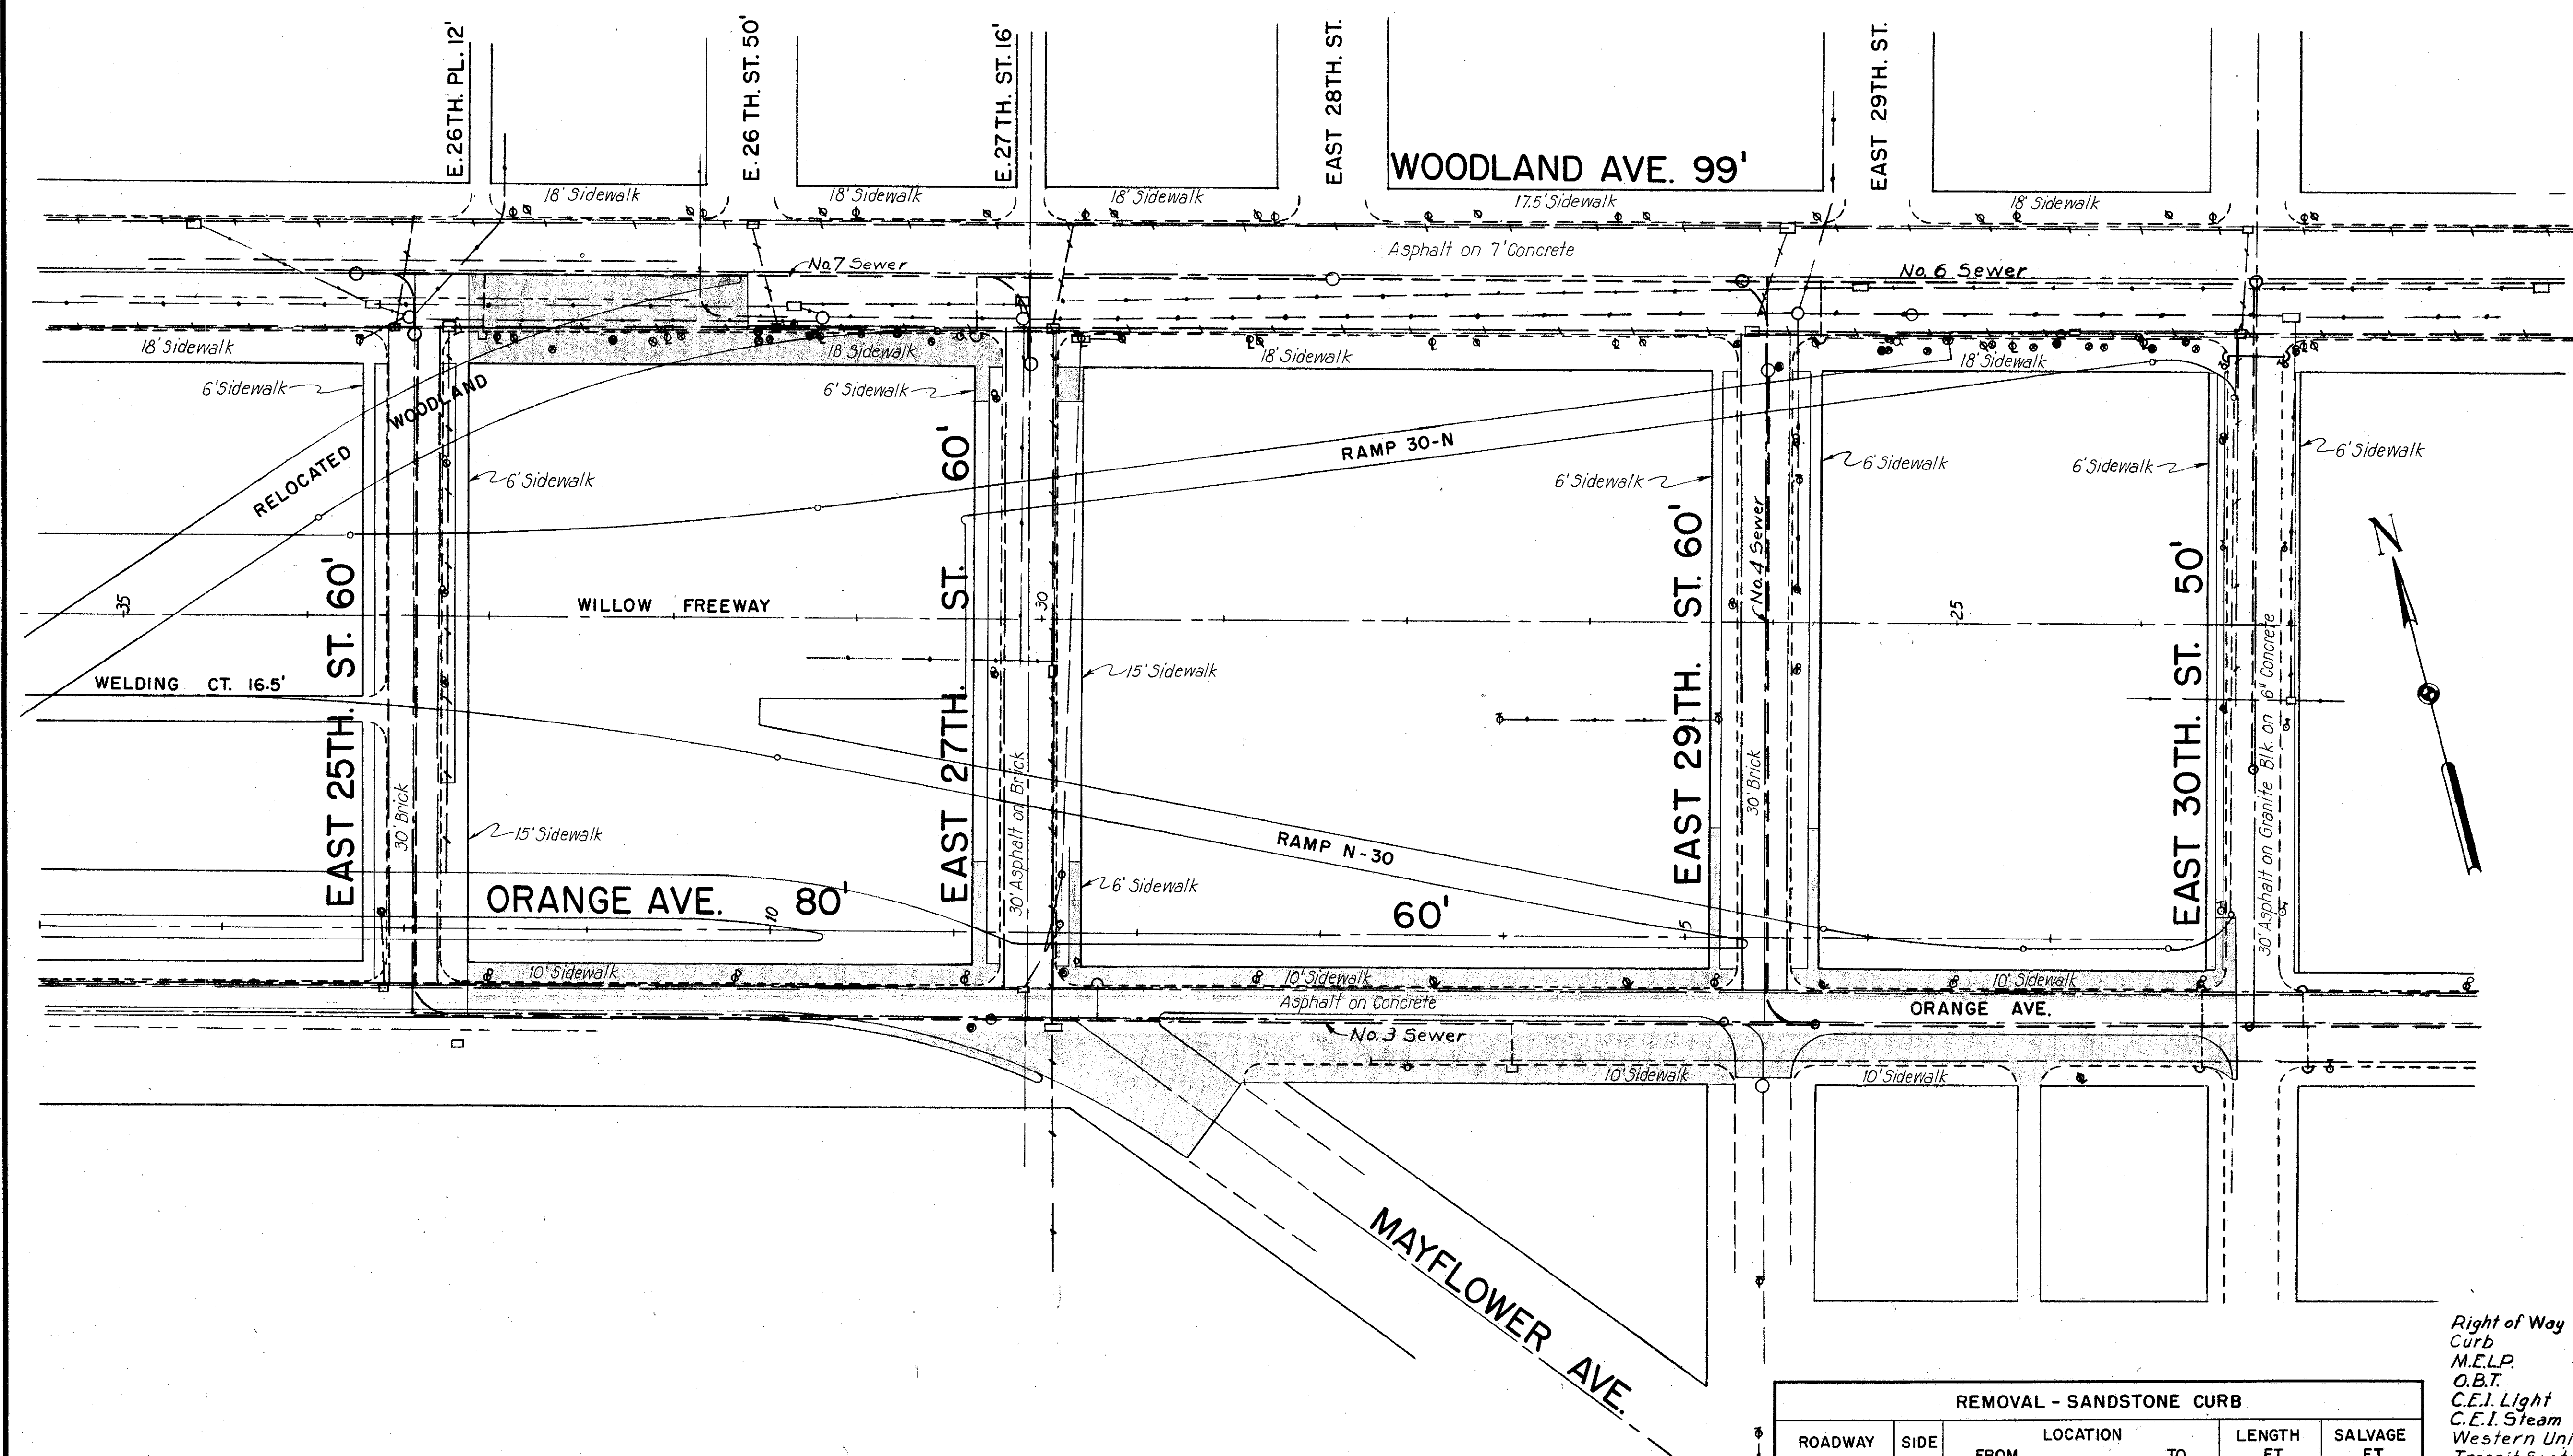 E. 26TH. PL. 12'
E. 26 TH. ST. 50'
E. 27 TH. ST. 16'
EAST 28TH. ST.
EAST 29TH. ST.
WOODLAND AVE. 99'
18' Sidewalk
18' Sidewalk
18' Sidewalk
17.5' Sidewalk
18' Sidewalk
Asphalt on 7' Concrete
No. 7 Sewer
No. 6 Sewer
18' Sidewalk
18' Sidewalk
18' Sidewalk
18' Sidewalk
6' Sidewalk
WOODLAND
RELOCATED
6' Sidewalk
6' Sidewalk
RAMP 30-N
6' Sidewalk
6' Sidewalk
6' Sidewalk
6' Sidewalk
No. 4 Sewer
N
35
WILLOW FREEWAY
30
25
WELDING CT. 16.5'
15' Sidewalk
EAST 25TH. ST. 60'
30' Brick
15' Sidewalk
EAST 27TH. ST. 60'
30' Asphalt on Brick
6' Sidewalk
RAMP N-30
EAST 29TH. ST. 60'
30' Brick
EAST 30TH. ST. 50'
30' Asphalt on Granite Blk. on 6" Concrete
ORANGE AVE. 80'
10
60'
5
10' Sidewalk
10' Sidewalk
10' Sidewalk
Asphalt on Concrete
ORANGE AVE.
No. 3 Sewer
10' Sidewalk
10' Sidewalk
MAYFLOWER AVE.
Right of Way
Curb
M.E.L.P.
O.B.T.
C.E.I. Light
C.E.I. Steam
Western Un
REMOVAL - SANDSTONE CURB
ROADWAY SIDE LOCATION LENGTH SALVAGE
FROM TO FT. FT.